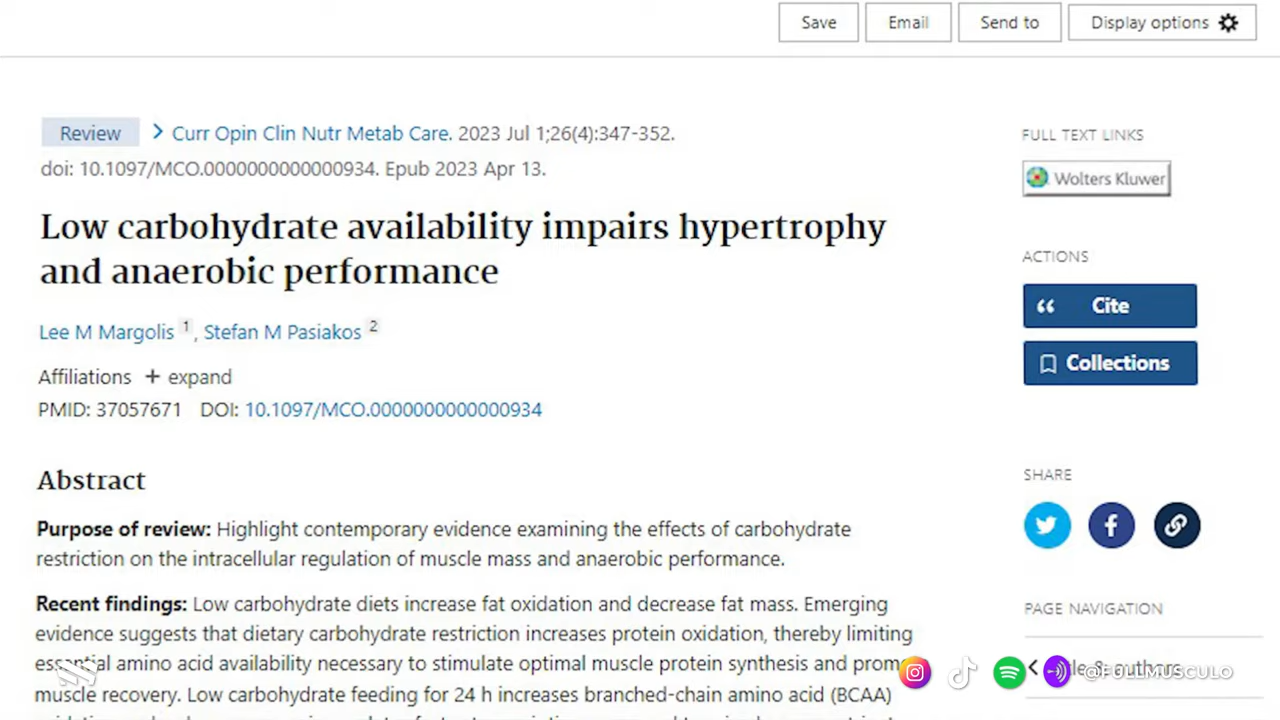 Save
Email
Send to
Display options
Review
Curr Opin Clin Nutr Metab Care. 2023 Jul 1;26(4):347-352.
doi: 10.1097/MCO.0000000000000934. Epub 2023 Apr 13.
Low carbohydrate availability impairs hypertrophy
and anaerobic performance
Lee M Margolis 1, Stefan M Pasiakos 2
Affiliations + expand
PMID: 37057671 DOI: 10.1097/MCO.0000000000000934
Abstract
Purpose of review: Highlight contemporary evidence examining the effects of carbohydrate
restriction on the intracellular regulation of muscle mass and anaerobic performance.
Recent findings: Low carbohydrate diets increase fat oxidation and decrease fat mass. Emerging
evidence suggests that dietary carbohydrate restriction increases protein oxidation, thereby limiting
essential amino acid availability necessary to stimulate optimal muscle protein synthesis and prom
muscle recovery. Low carbohydrate feeding for 24 h increases branched-chain amino acid (BCAA)
FULL TEXT LINKS
Wolters Kluwer
ACTIONS
Cite
Collections
SHARE
PAGE NAVIGATION
@FULLMUSCULO